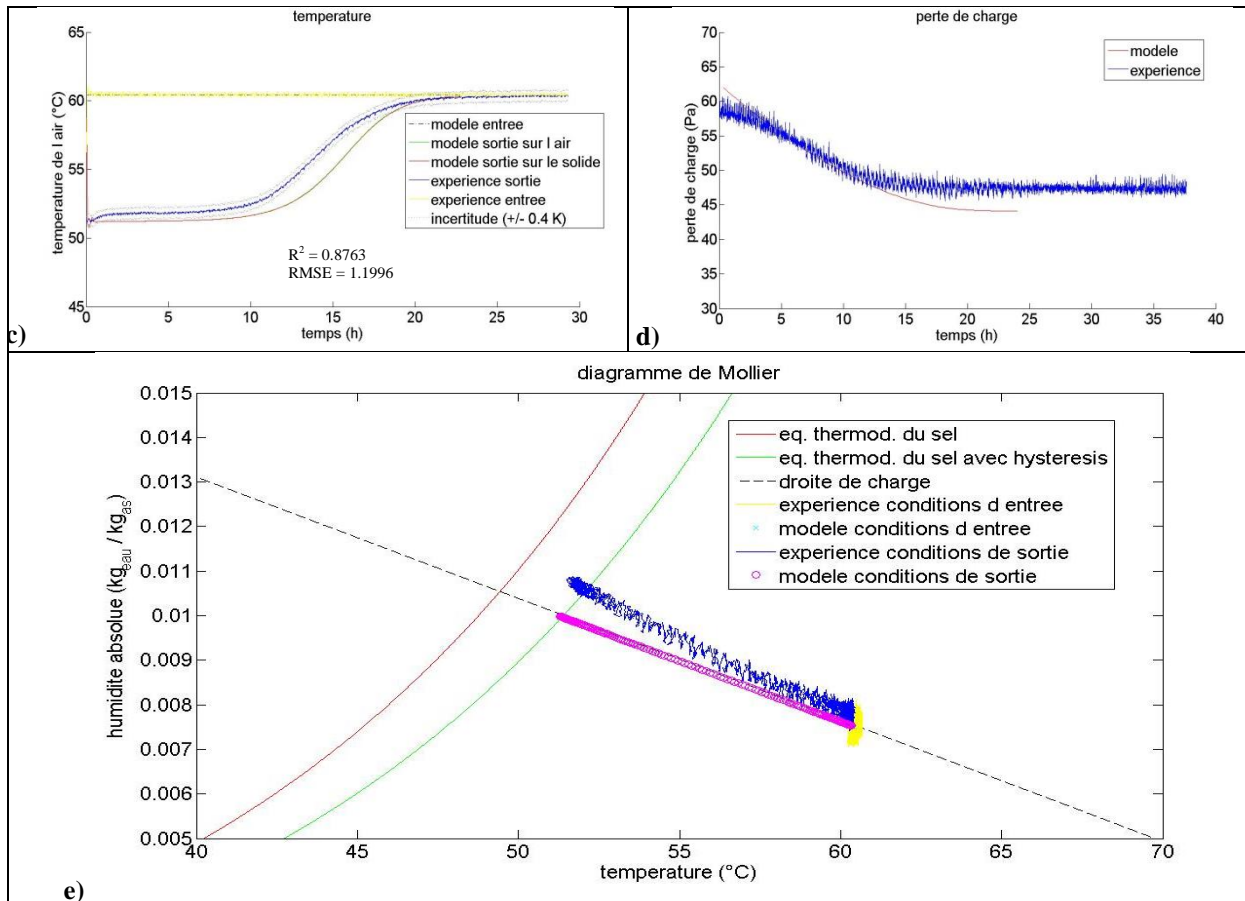 temperature
temperature de l air (°C)
65
60
55
50
45
0 5 10 15 20 25 30
temps (h)
modele entree
modele sortie sur l air
modele sortie sur le solide
experience sortie
experience entree
incertitude (+/- 0.4 K)
R² = 0.8763
RMSE = 1.1996
c)
perte de charge
perte de charge (Pa)
70
65
60
55
50
45
40
35
30
0 5 10 15 20 25 30 35 40
temps (h)
modele
experience
d)
diagramme de Mollier
humidite absolue (kg_eau / kg_as)
0.015
0.014
0.013
0.012
0.011
0.01
0.009
0.008
0.007
0.006
0.005
40 45 50 55 60 65 70
temperature (°C)
eq. thermod. du sel
eq. thermod. du sel avec hysteresis
droite de charge
experience conditions d entree
modele conditions d entree
experience conditions de sortie
modele conditions de sortie
e)